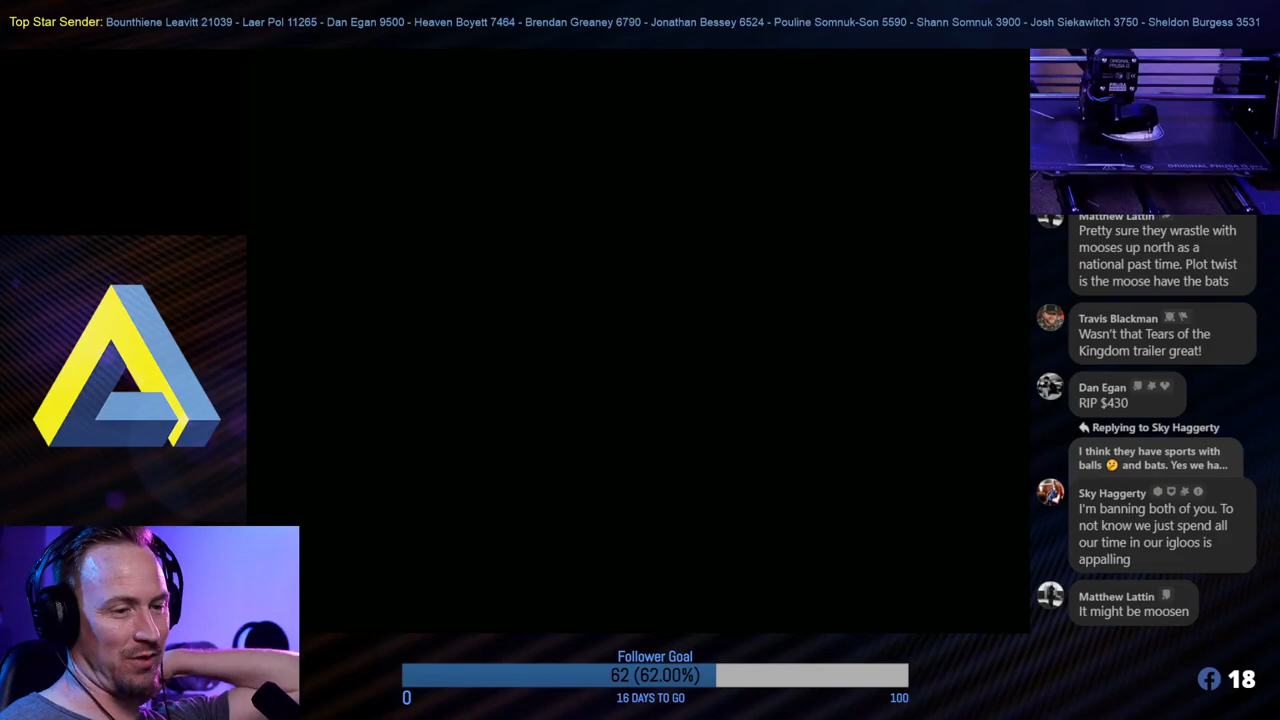 Top Star Sender: Bounthiene Leavitt 21039 - Laer Pol 11265 - Dan Egan 9500 - Heaven Boyett 7464 - Brendan Greaney 6790 - Jonathan Bessey 6524 - Pouline Somnuk-Son 5590 - Shann Somnuk 3900 - Josh Siekawitch 3750 - Sheldon Burgess 3531
ORIGINAL
PRUSA
ORIGINAL PRUSA
Matthew Lattin
Pretty sure they wrastle with
mooses up north as a
national past time. Plot twist
is the moose have the bats
Travis Blackman
Wasn't that Tears of the
Kingdom trailer great!
Dan Egan
RIP $430
Replying to Sky Haggerty
I think they have sports with
balls 🤔 and bats. Yes we ha...
Sky Haggerty
I'm banning both of you. To
not know we just spend all
our time in our igloos is
appalling
Matthew Lattin
It might be moosen
Follower Goal
62 (62.00%)
0
16 DAYS TO GO
100
18